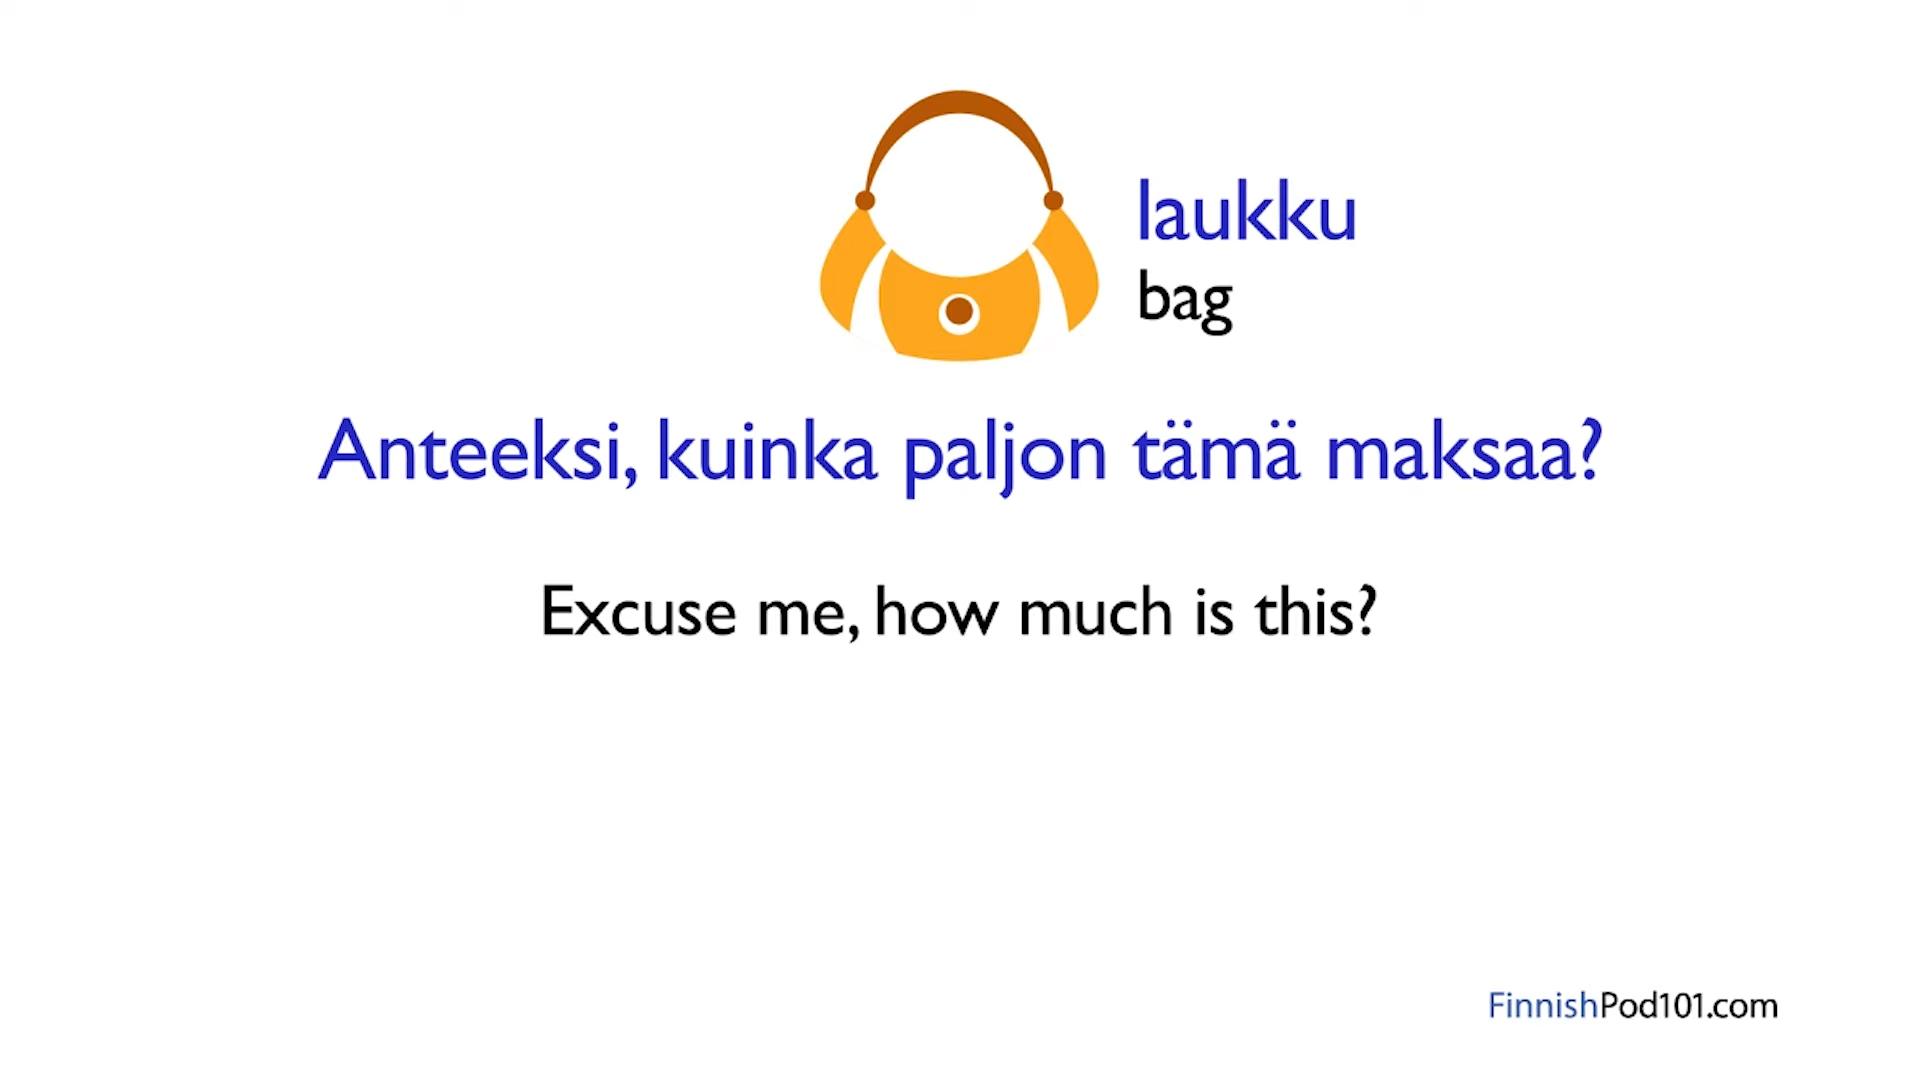 laukku
bag
Anteeksi, kuinka paljon tämä maksaa?
Excuse me, how much is this?
FinnishPod101.com